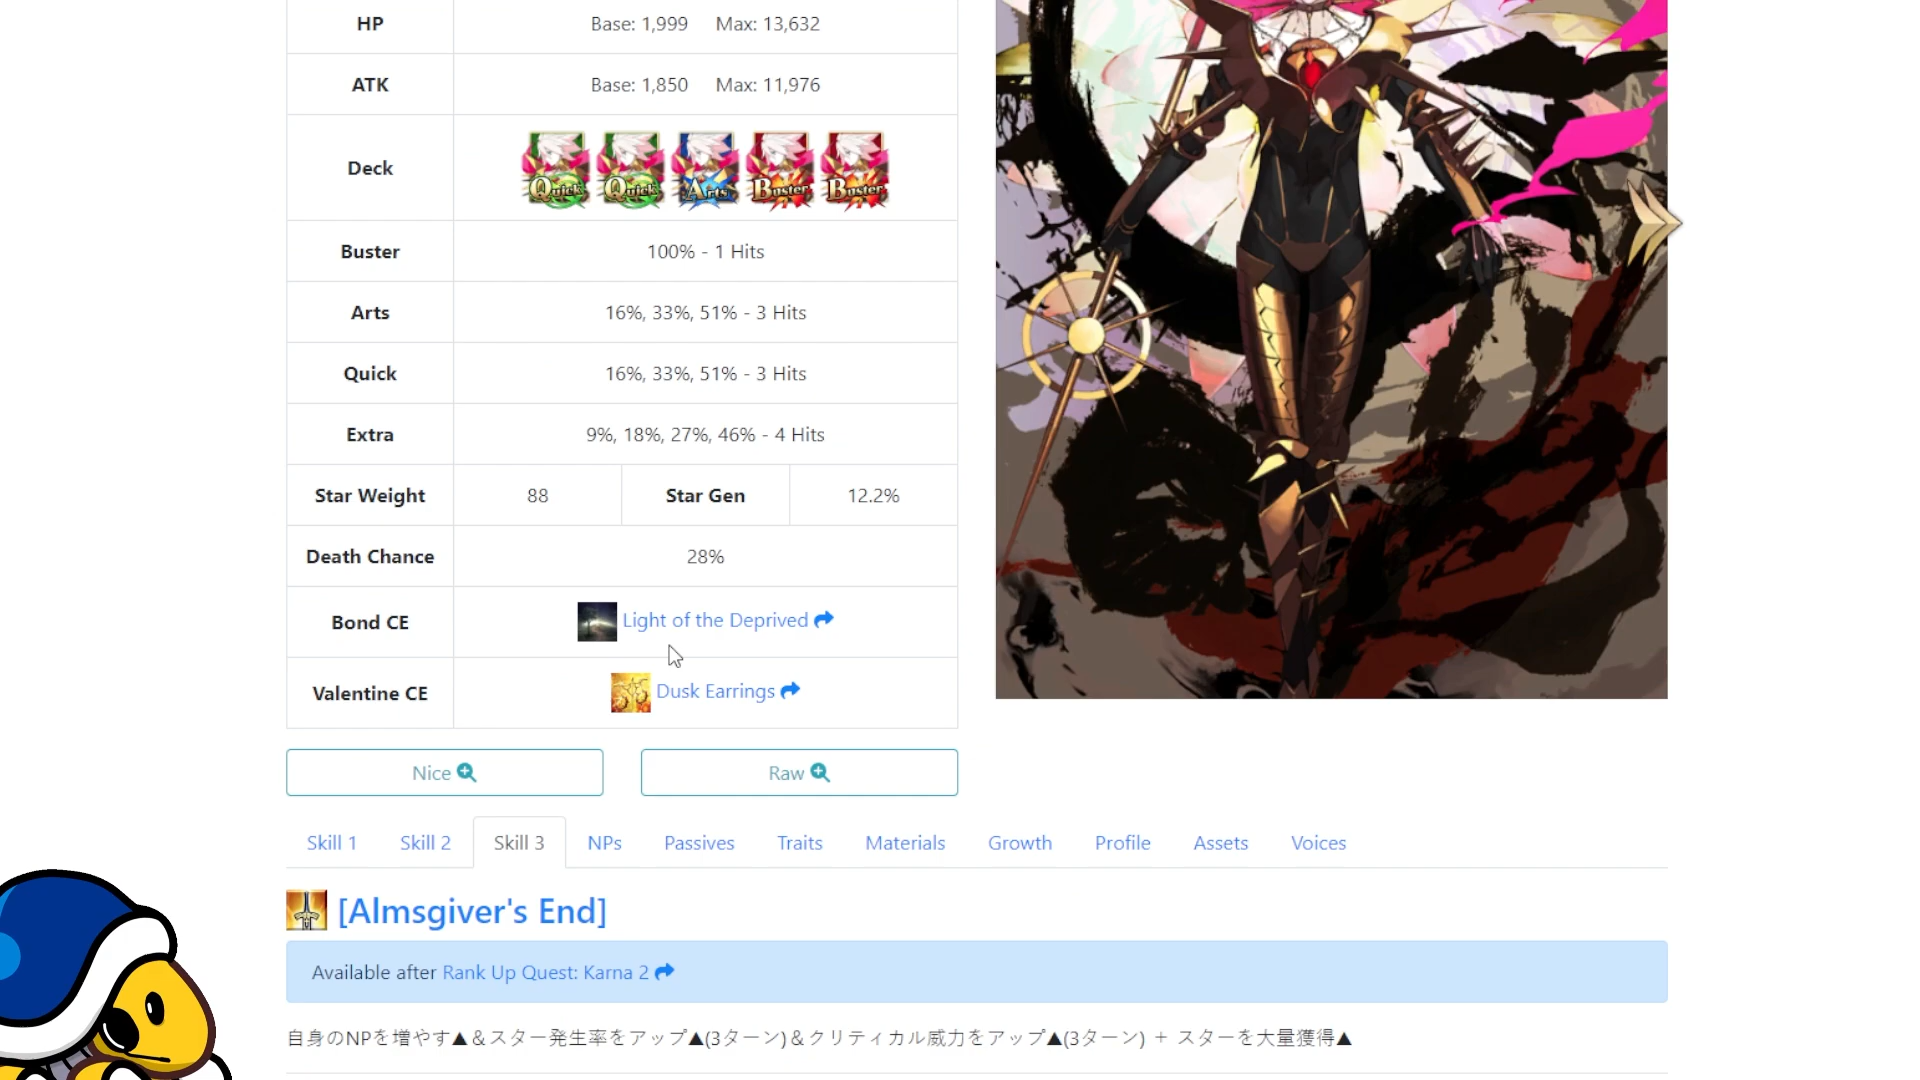 HP Base: 1,999 Max: 13,632
ATK Base: 1,850 Max: 11,976
Deck Quick Quick Arts Buster Buster
Buster 100% - 1 Hits
Arts 16%, 33%, 51% - 3 Hits
Quick 16%, 33%, 51% - 3 Hits
Extra 9%, 18%, 27%, 46% - 4 Hits
Star Weight 88 Star Gen 12.2%
Death Chance 28%
Bond CE Light of the Deprived
Valentine CE Dusk Earrings
Nice Raw
Skill 1 Skill 2 Skill 3 NPs Passives Traits Materials Growth Profile Assets Voices
[Almsgiver's End]
Available after Rank Up Quest: Karna 2
自身のNPを増やす▲＆スター発生率をアップ▲(3ターン)＆クリティカル威力をアップ▲(3ターン) ＋ スターを大量獲得▲